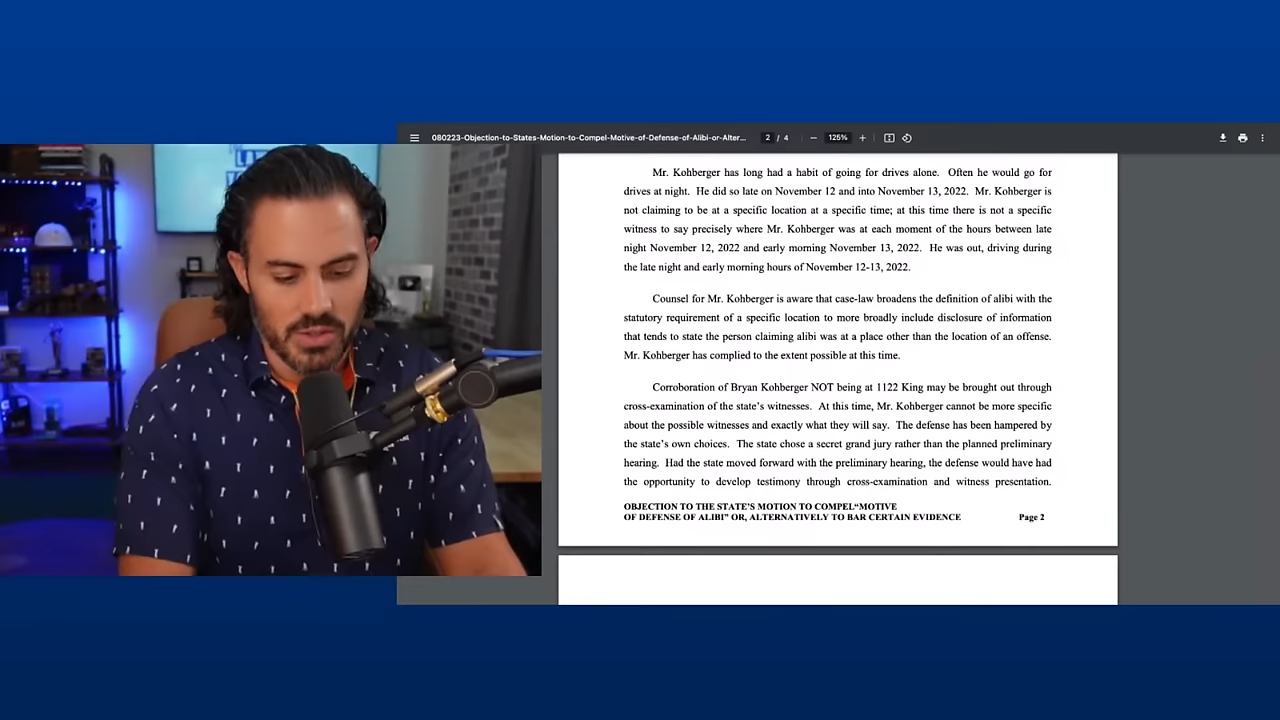 080223-Objection-to-States-Motion-to-Compel-Motive-of-Defense-of-Alibi-or-Alter...
2 / 4
125%
Mr. Kohberger has long had a habit of going for drives alone. Often he would go for
drives at night. He did so late on November 12 and into November 13, 2022. Mr. Kohberger is
not claiming to be at a specific location at a specific time; at this time there is not a specific
witness to say precisely where Mr. Kohberger was at each moment of the hours between late
night November 12, 2022 and early morning November 13, 2022. He was out, driving during
the late night and early morning hours of November 12-13, 2022.
Counsel for Mr. Kohberger is aware that case-law broadens the definition of alibi with the
statutory requirement of a specific location to more broadly include disclosure of information
that tends to state the person claiming alibi was at a place other than the location of an offense.
Mr. Kohberger has complied to the extent possible at this time.
Corroboration of Bryan Kohberger NOT being at 1122 King may be brought out through
cross-examination of the state's witnesses. At this time, Mr. Kohberger cannot be more specific
about the possible witnesses and exactly what they will say. The defense has been hampered by
the state's own choices. The state chose a secret grand jury rather than the planned preliminary
hearing. Had the state moved forward with the preliminary hearing, the defense would have had
the opportunity to develop testimony through cross-examination and witness presentation.
OBJECTION TO THE STATE'S MOTION TO COMPEL“MOTIVE
OF DEFENSE OF ALIBI” OR, ALTERNATIVELY TO BAR CERTAIN EVIDENCE
Page 2